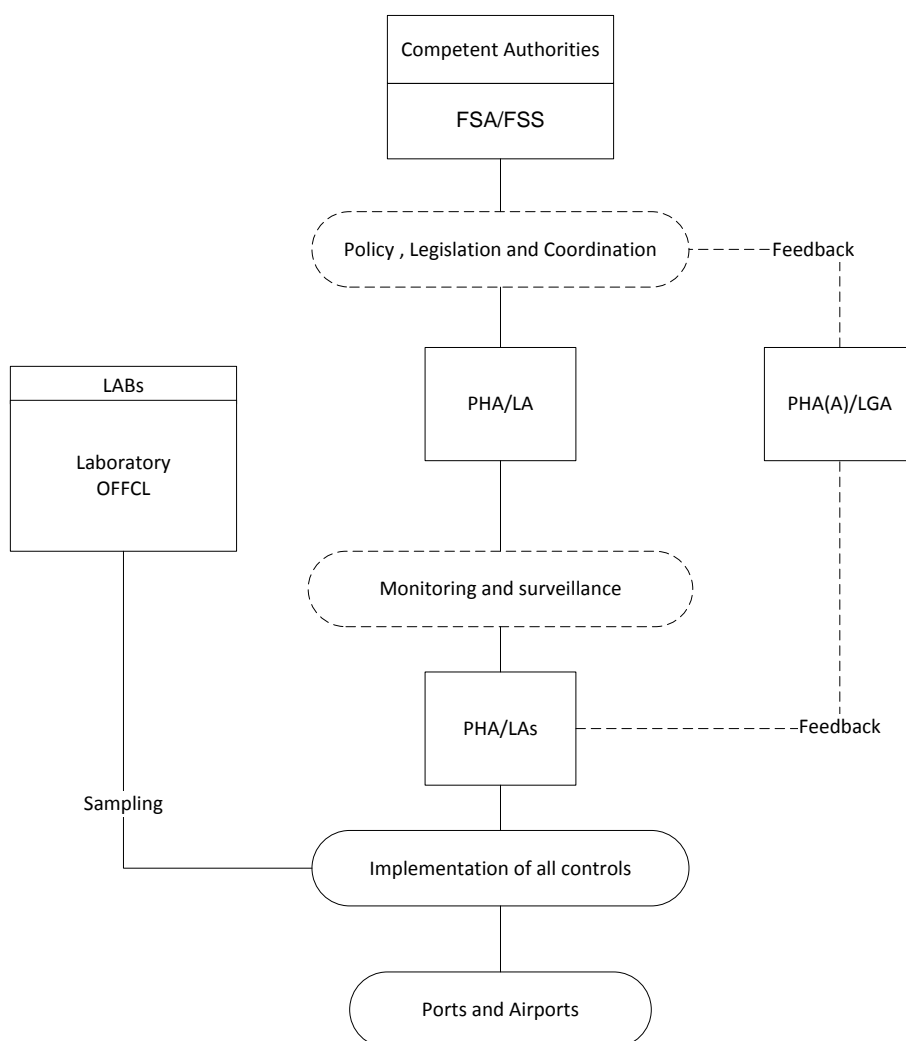 Competent Authorities
FSA/FSS
Policy , Legislation and Coordination
Feedback
PHA/LA
PHA(A)/LGA
LABs
Laboratory
OFFCL
Monitoring and surveillance
PHA/LAs
Feedback
Sampling
Implementation of all controls
Ports and Airports